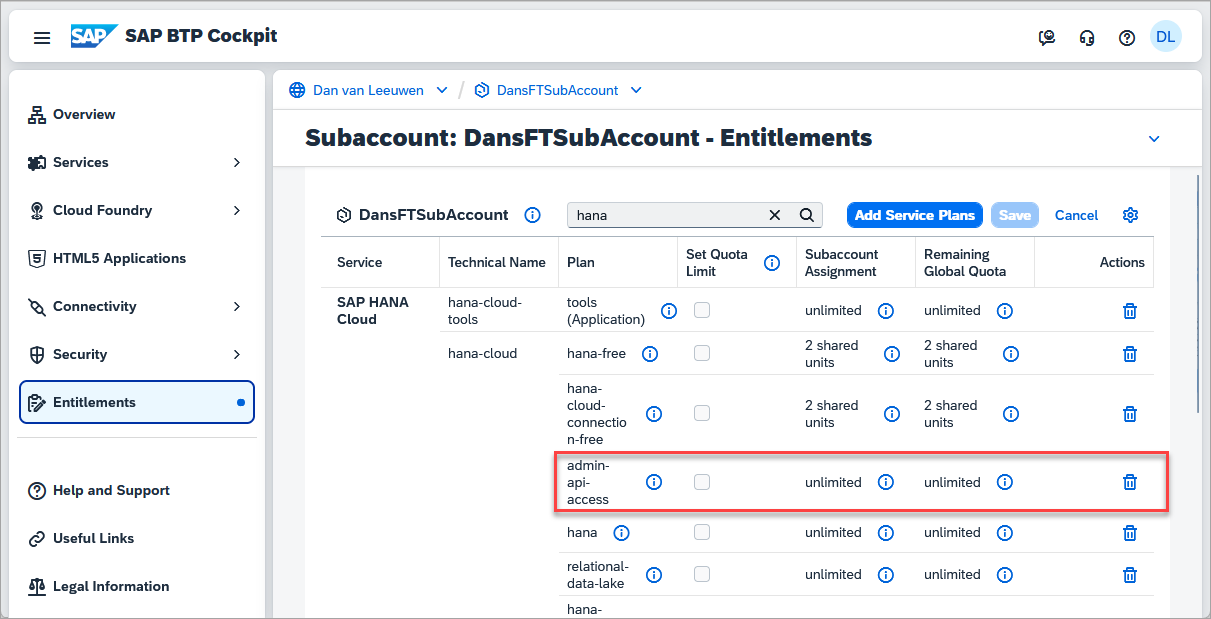 SAP SAP BTP Cockpit
DL
Overview
Services
Cloud Foundry
HTML5 Applications
Connectivity
Security
Entitlements
Help and Support
Useful Links
Legal Information
Dan van Leeuwen / DansFTSubAccount
Subaccount: DansFTSubAccount - Entitlements
DansFTSubAccount
hana
Add Service Plans
Save
Cancel
Service
Technical Name
Plan
Set Quota
Limit
Subaccount
Assignment
Remaining
Global Quota
Actions
SAP HANA
Cloud
hana-cloud-
tools
tools
(Application)
unlimited
unlimited
hana-cloud
hana-free
2 shared
units
2 shared
units
hana-
cloud-
connectio
n-free
2 shared
units
2 shared
units
admin-
api-
access
unlimited
unlimited
hana
unlimited
unlimited
relational-
data-lake
unlimited
unlimited
hana-